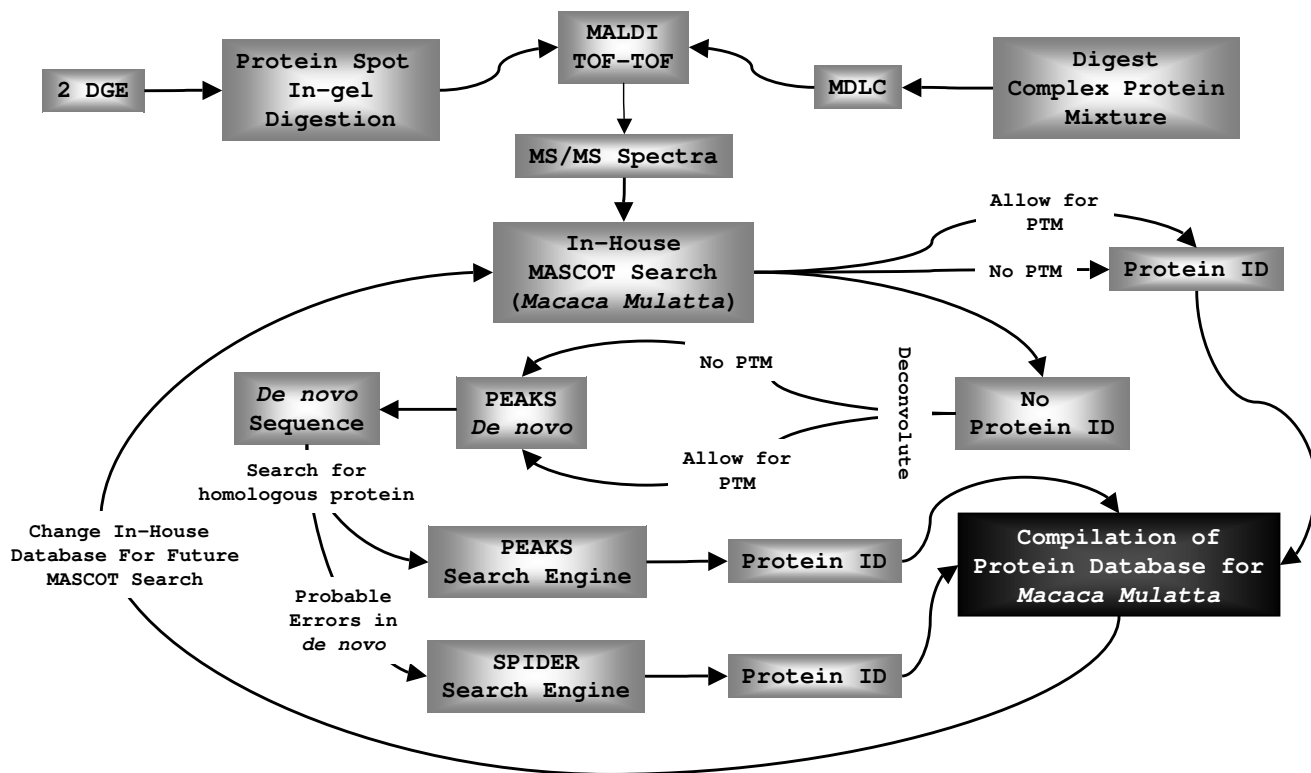 MALDI
TOF-TOF
2 DGE
Protein Spot
In-gel
Digestion
MDLC
Digest
Complex Protein
Mixture
MS/MS Spectra
In-House
MASCOT Search
(Macaca Mulatta)
Allow for
PTM
No PTM
Protein ID
No PTM
Deconvolute
No
Protein ID
Allow for
PTM
PEAKS
De novo
De novo
Sequence
Search for
homologous protein
Change In-House
Database For Future
MASCOT Search
PEAKS
Search Engine
Protein ID
Compilation of
Protein Database for
Macaca Mulatta
Probable
Errors in
de novo
SPIDER
Search Engine
Protein ID